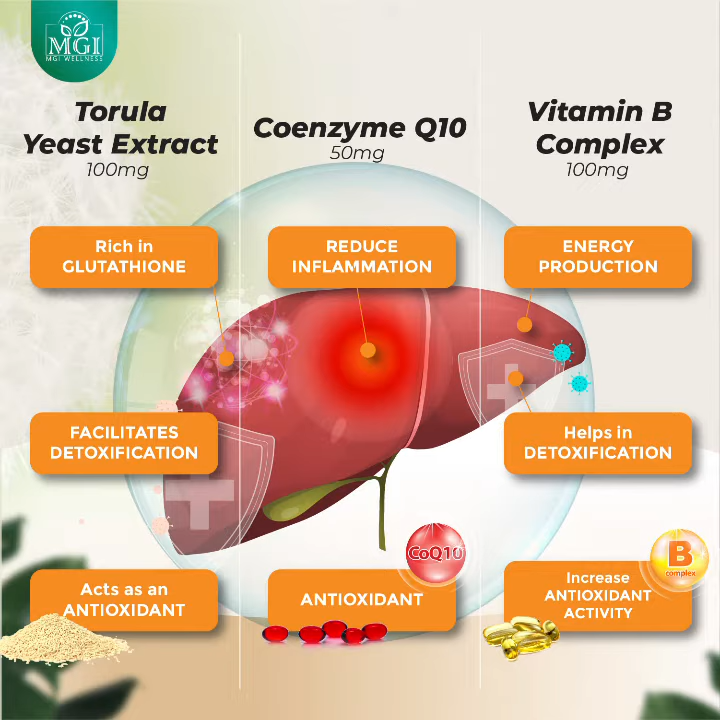 MGI
MGI WELLNESS
Torula
Yeast Extract
100mg
Rich in
GLUTATHIONE
FACILITATES
DETOXIFICATION
Acts as an
ANTIOXIDANT
Coenzyme Q10
50mg
REDUCE
INFLAMMATION
CoQ10
ANTIOXIDANT
Vitamin B
Complex
100mg
ENERGY
PRODUCTION
Helps in
DETOXIFICATION
B
complex
Increase
ANTIOXIDANT
ACTIVITY